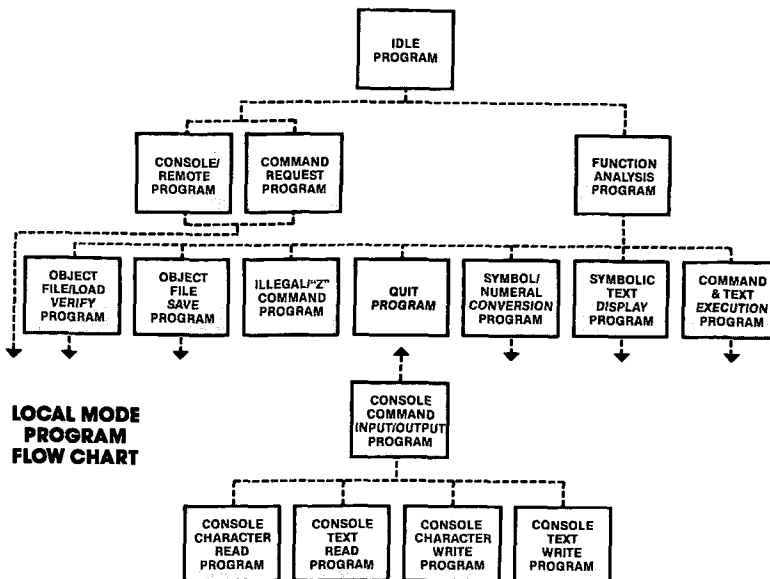 IDLE
PROGRAM
CONSOLE/
REMOTE
PROGRAM
COMMAND
REQUEST
PROGRAM
FUNCTION
ANALYSIS
PROGRAM
OBJECT
FILE/LOAD
VERIFY
PROGRAM
OBJECT
FILE
SAVE
PROGRAM
ILLEGAL/"Z"
COMMAND
PROGRAM
QUIT
PROGRAM
SYMBOL/
NUMERAL
CONVERSION
PROGRAM
SYMBOLIC
TEXT
DISPLAY
PROGRAM
COMMAND
& TEXT
EXECUTION
PROGRAM
LOCAL MODE
PROGRAM
FLOW CHART
CONSOLE
COMMAND
INPUT/OUTPUT
PROGRAM
CONSOLE
CHARACTER
READ
PROGRAM
CONSOLE
TEXT
READ
PROGRAM
CONSOLE
CHARACTER
WRITE
PROGRAM
CONSOLE
TEXT
WRITE
PROGRAM